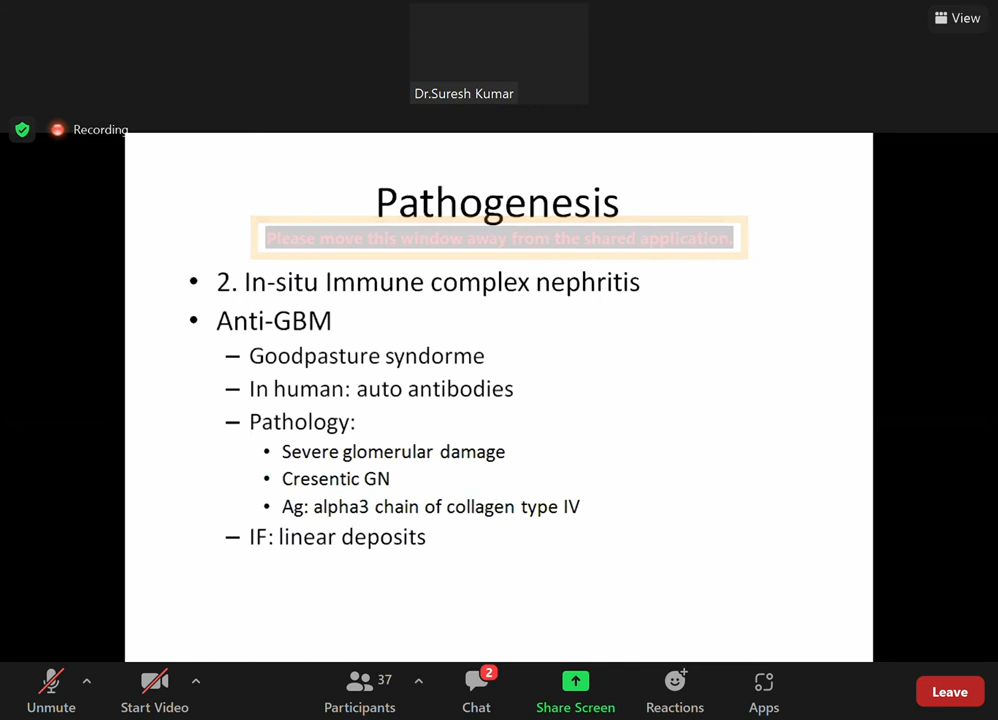 View
Dr.Suresh Kumar
Recording
Pathogenesis
Please move this window away from the shared application.
• 2. In-situ Immune complex nephritis
• Anti-GBM
– Goodpasture syndorme
– In human: auto antibodies
– Pathology:
• Severe glomerular damage
• Cresentic GN
• Ag: alpha3 chain of collagen type IV
– IF: linear deposits
37
2
Unmute
Start Video
Participants
Chat
Share Screen
Reactions
Apps
Leave